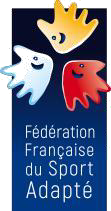 Fédération
Française
du Sport
Adapté